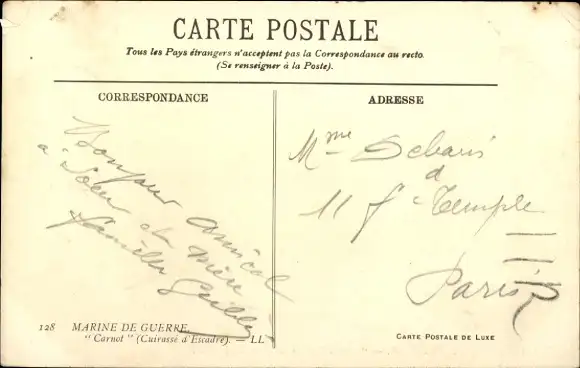 CARTE POSTALE
Tous les Pays étrangers n'acceptent pas la Correspondance au recto.
(Se renseigner à la Poste).
CORRESPONDANCE
Bonjour amical
à Sœur et
famille
ADRESSE
Mme
11 f g Temple
Paris
128 MARINE DE GUERRE
"Carnot" (Cuirassé d'Escadre). — LL
CARTE POSTALE DE LUXE